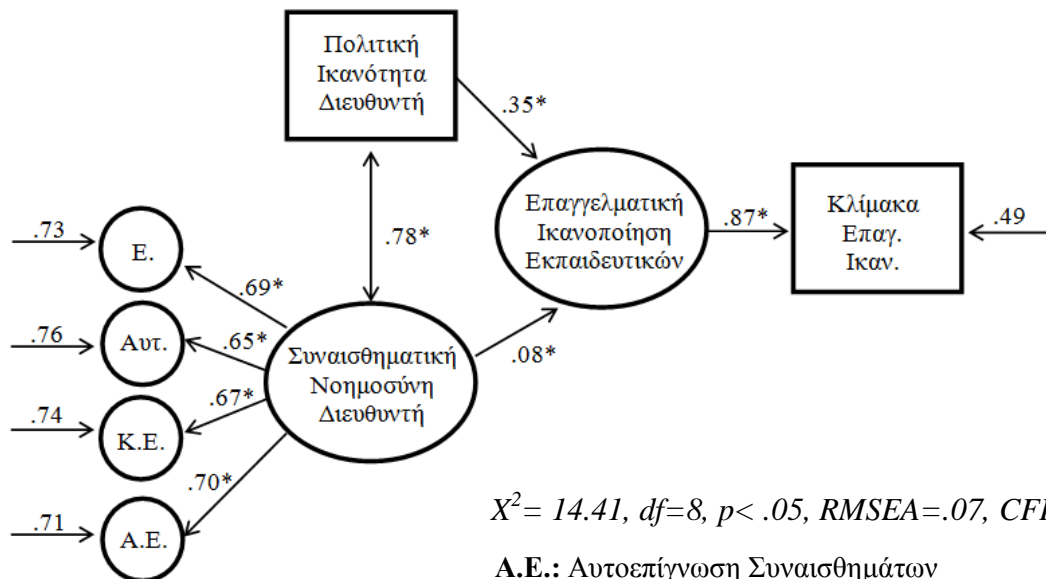 Πολιτική
Ικανότητα
Διευθυντή
.35*
Επαγγελματική
Ικανοποίηση
Εκπαιδευτικών
.87*
Κλίμακα
Επαγ.
Ικαν.
.49
.78*
.73
Ε.
.69*
.76
Αυτ.
.65*
Συναισθηματική
Νοημοσύνη
Διευθυντή
.08*
.74
Κ.Ε.
.67*
.71
Α.Ε.
.70*
X²= 14.41, df=8, p< .05, RMSEA=.07, CFI
Α.Ε.: Αυτοεπίγνωση Συναισθημάτων